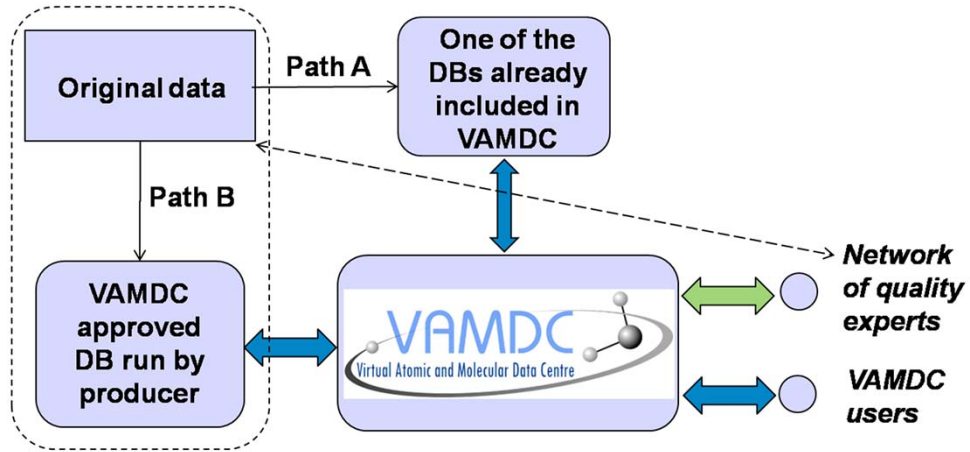 Original data
Path A
One of the
DBs already
included in
VAMDC
Path B
VAMDC
approved
DB run by
producer
VAMDC
Virtual Atomic and Molecular Data Centre
Network
of quality
experts
VAMDC
users